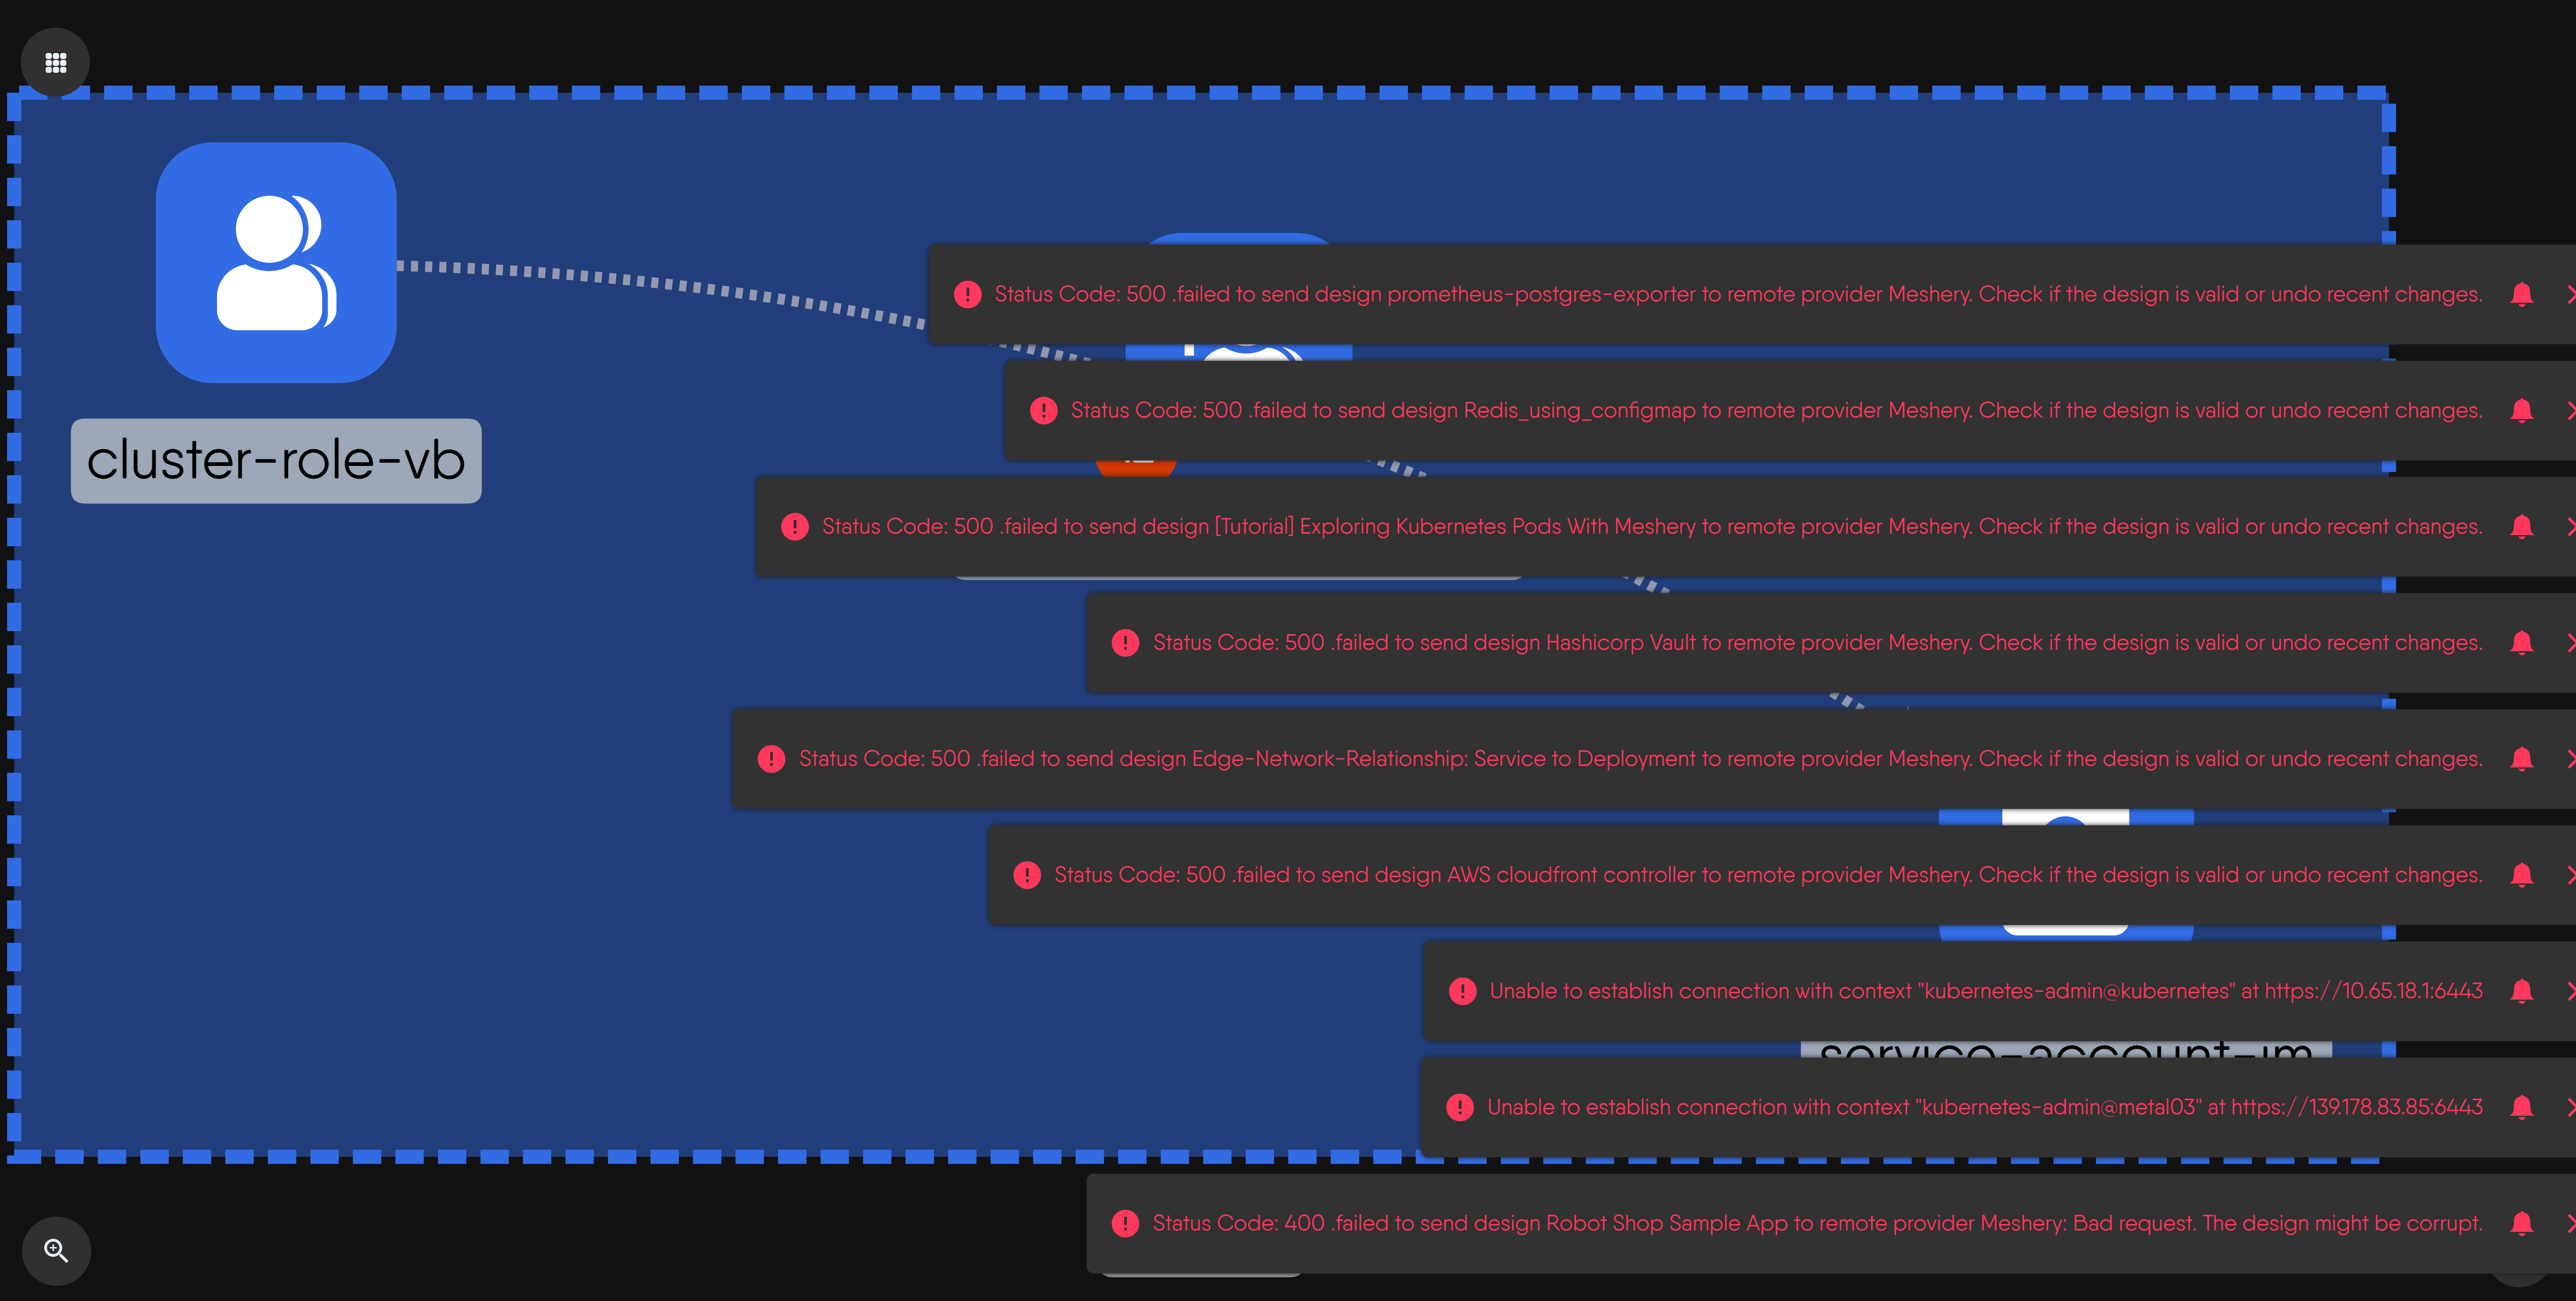 cluster-role-vb
Status Code: 500 .failed to send design prometheus-postgres-exporter to remote provider Meshery. Check if the design is valid or undo recent changes.
Status Code: 500 .failed to send design Redis_using_configmap to remote provider Meshery. Check if the design is valid or undo recent changes.
Status Code: 500 .failed to send design [Tutorial] Exploring Kubernetes Pods With Meshery to remote provider Meshery. Check if the design is valid or undo recent changes.
Status Code: 500 .failed to send design Hashicorp Vault to remote provider Meshery. Check if the design is valid or undo recent changes.
Status Code: 500 .failed to send design Edge-Network-Relationship: Service to Deployment to remote provider Meshery. Check if the design is valid or undo recent changes.
Status Code: 500 .failed to send design AWS cloudfront controller to remote provider Meshery. Check if the design is valid or undo recent changes.
Unable to establish connection with context "kubernetes-admin@kubernetes" at https://10.65.18.1:6443
service-account-im
Unable to establish connection with context "kubernetes-admin@metal03" at https://139.178.83.85:6443
Status Code: 400 .failed to send design Robot Shop Sample App to remote provider Meshery: Bad request. The design might be corrupt.